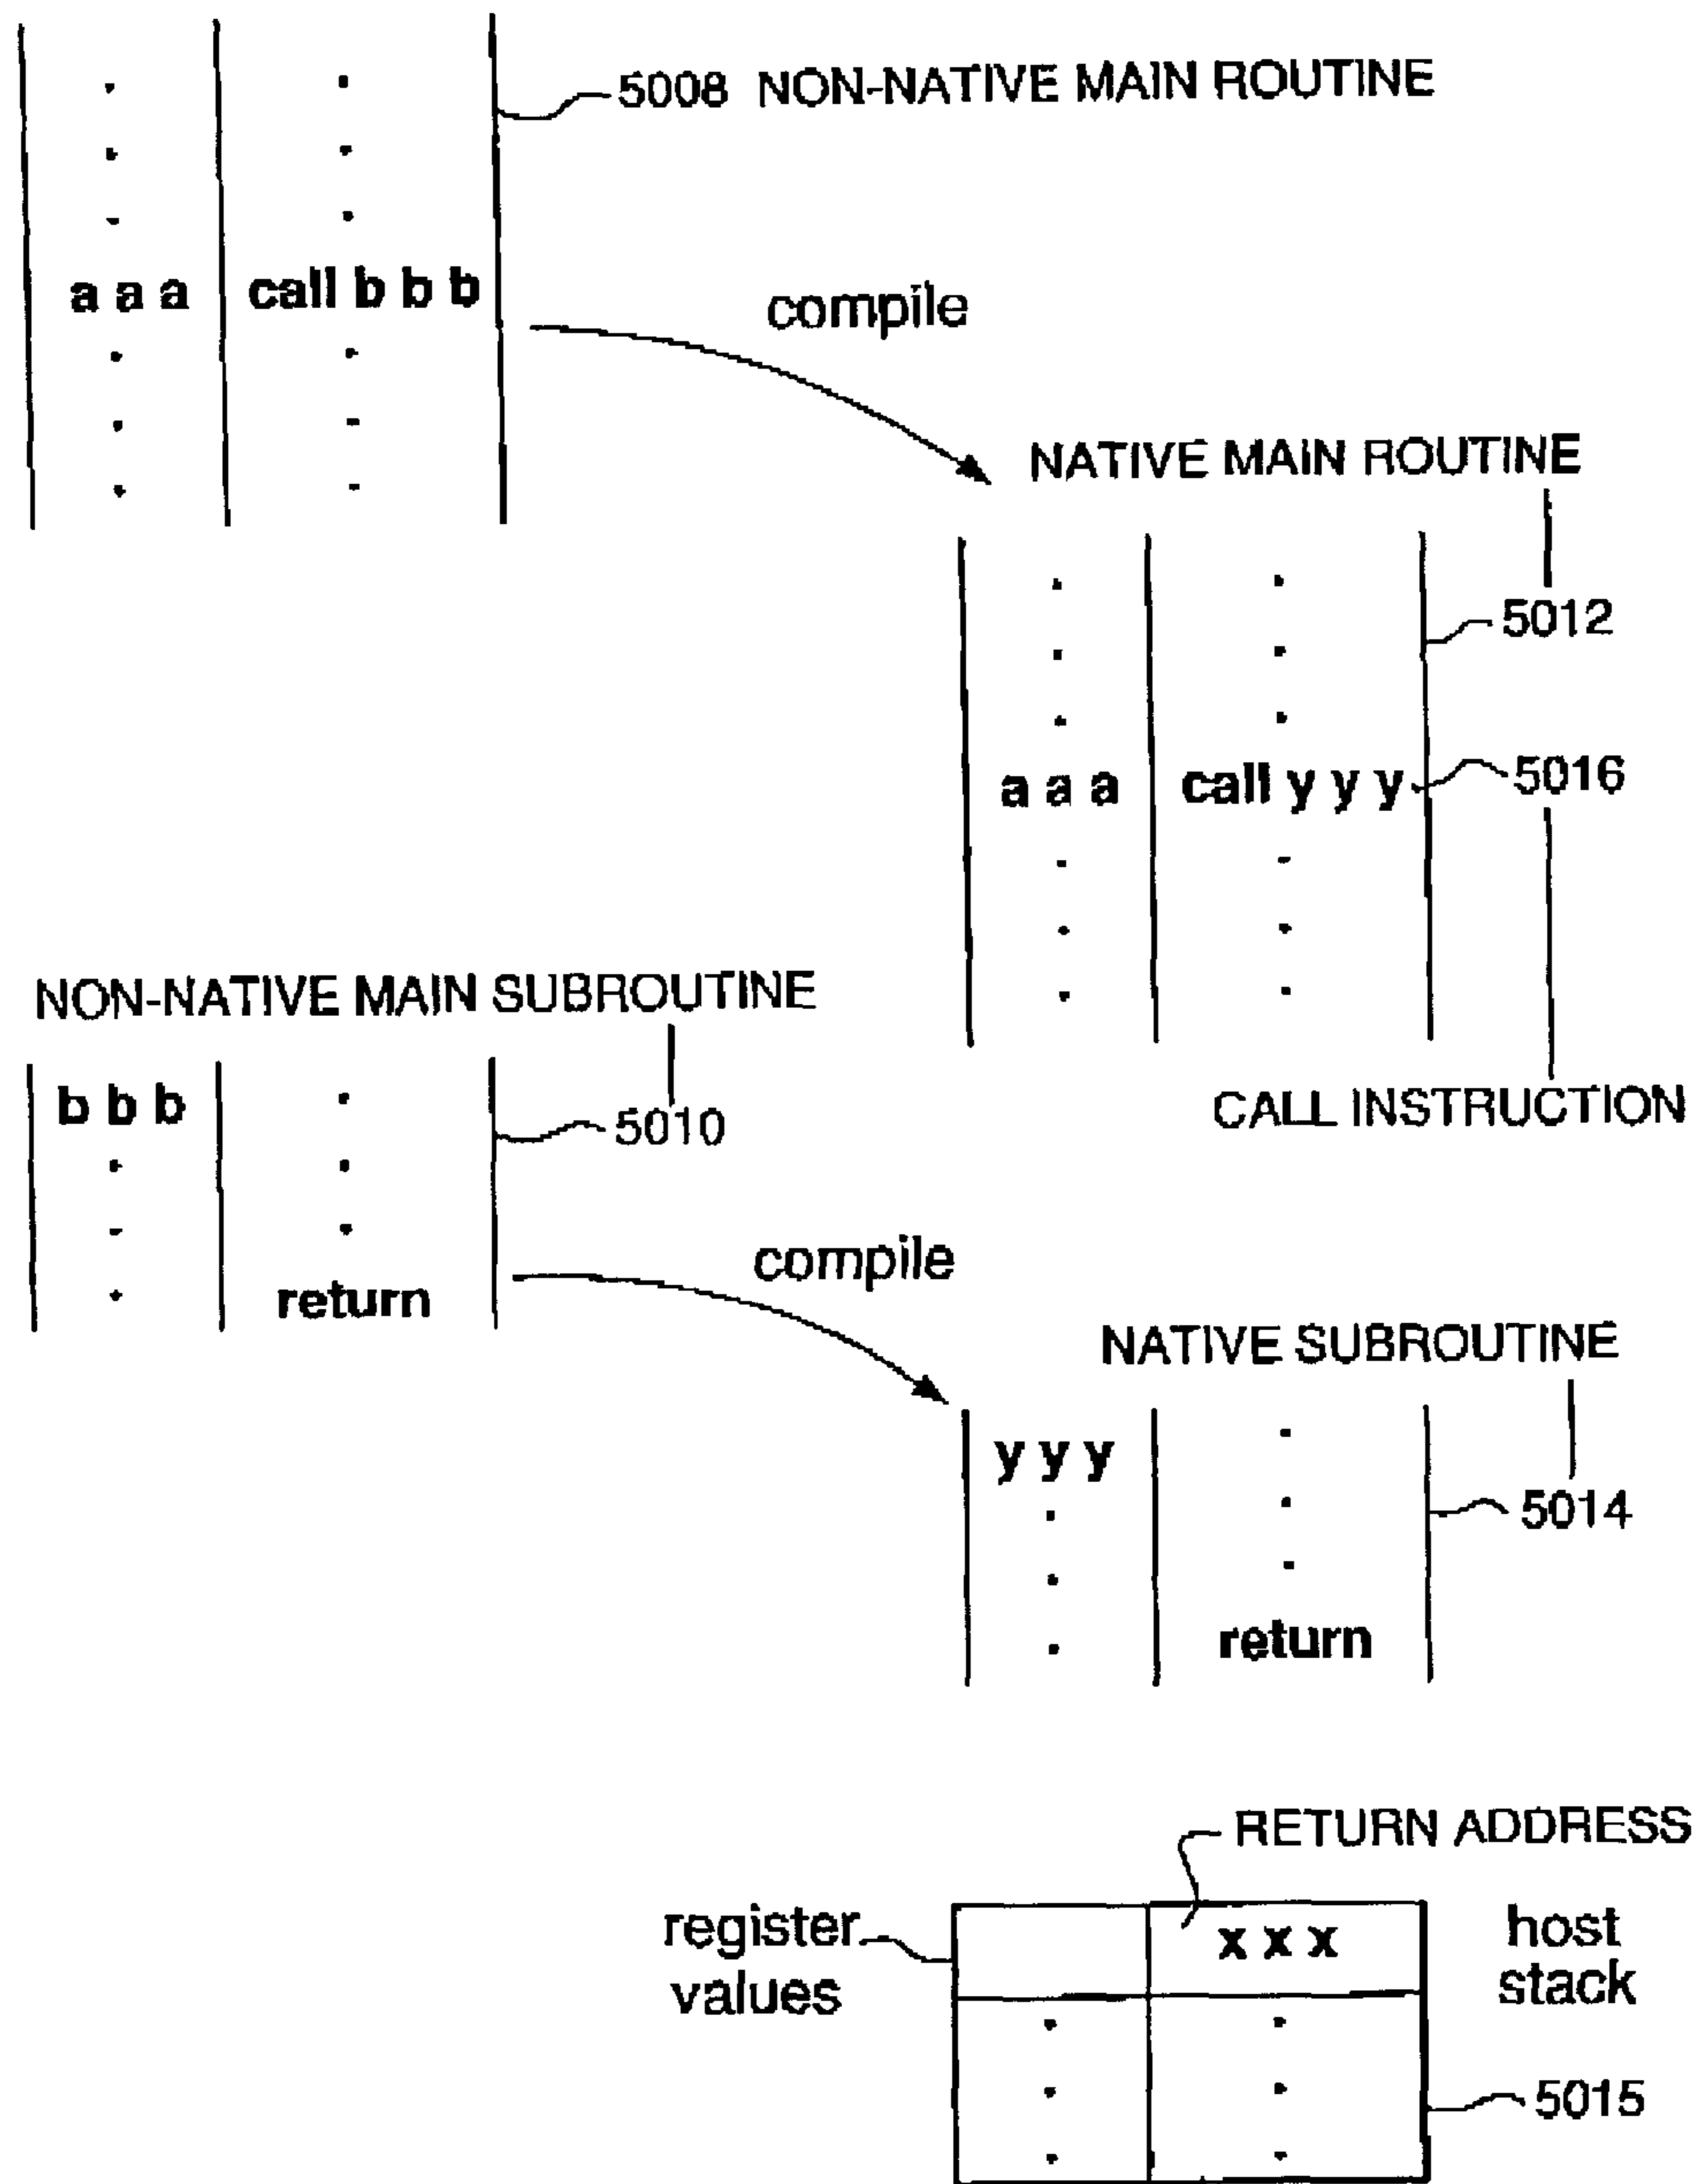 5008 NON-NATIVE MAIN ROUTINE
a a a call b b b
compile
NATIVE MAIN ROUTINE
5012
a a a call y y y
5016
CALL INSTRUCTION
NON-NATIVE MAIN SUBROUTINE
b b b
5010
return
compile
NATIVE SUBROUTINE
y y y
5014
return
RETURN ADDRESS
register
values
x x x
host
stack
5015